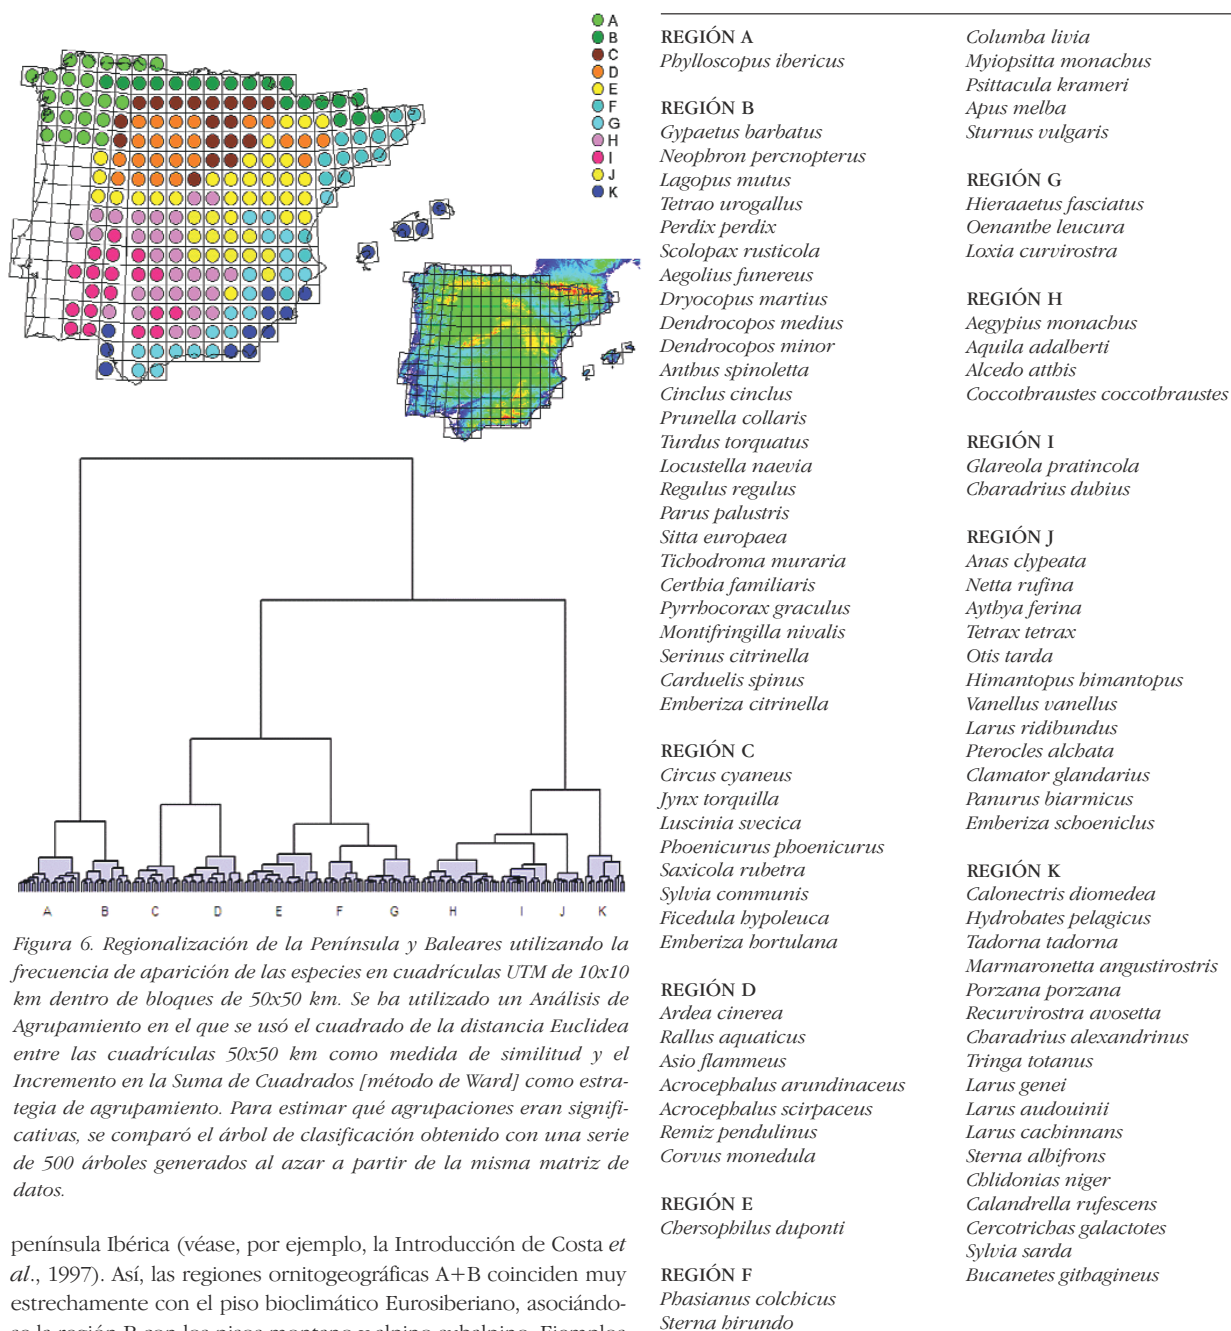 A
B
C
D
E
F
G
H
I
J
K
A B C D E F G H I J K
Figura 6. Regionalización de la Península y Baleares utilizando la
frecuencia de aparición de las especies en cuadrículas UTM de 10x10
km dentro de bloques de 50x50 km. Se ha utilizado un Análisis de
Agrupamiento en el que se usó el cuadrado de la distancia Euclidea
entre las cuadrículas 50x50 km como medida de similitud y el
Incremento en la Suma de Cuadrados [método de Ward] como estra-
tegia de agrupamiento. Para estimar qué agrupaciones eran signifi-
cativas, se comparó el árbol de clasificación obtenido con una serie
de 500 árboles generados al azar a partir de la misma matriz de
datos.
península Ibérica (véase, por ejemplo, la Introducción de Costa et
al., 1997). Así, las regiones ornitogeográficas A+B coinciden muy
estrechamente con el piso bioclimático Eurosiberiano, asociándo-
se la región B con los pisos montano y alpino-subalpino. Ejemplos
REGIÓN A
Phylloscopus ibericus
REGIÓN B
Gypaetus barbatus
Neophron percnopterus
Lagopus mutus
Tetrao urogallus
Perdix perdix
Scolopax rusticola
Aegolius funereus
Dryocopus martius
Dendrocopos medius
Dendrocopos minor
Anthus spinoletta
Cinclus cinclus
Prunella collaris
Turdus torquatus
Locustella naevia
Regulus regulus
Parus palustris
Sitta europaea
Tichodroma muraria
Certhia familiaris
Pyrrhocorax graculus
Montifringilla nivalis
Serinus citrinella
Carduelis spinus
Emberiza citrinella
REGIÓN C
Circus cyaneus
Jynx torquilla
Luscinia svecica
Phoenicurus phoenicurus
Saxicola rubetra
Sylvia communis
Ficedula hypoleuca
Emberiza hortulana
REGIÓN D
Ardea cinerea
Rallus aquaticus
Asio flammeus
Acrocephalus arundinaceus
Acrocephalus scirpaceus
Remiz pendulinus
Corvus monedula
REGIÓN E
Chersophilus duponti
REGIÓN F
Phasianus colchicus
Sterna hirundo
Columba livia
Myiopsitta monachus
Psittacula krameri
Apus melba
Sturnus vulgaris
REGIÓN G
Hieraaetus fasciatus
Oenanthe leucura
Loxia curvirostra
REGIÓN H
Aegypius monachus
Aquila adalberti
Alcedo atthis
Coccothraustes coccothraustes
REGIÓN I
Glareola pratincola
Charadrius dubius
REGIÓN J
Anas clypeata
Netta rufina
Aythya ferina
Tetrax tetrax
Otis tarda
Himantopus himantopus
Vanellus vanellus
Larus ridibundus
Pterocles alchata
Clamator glandarius
Panurus biarmicus
Emberiza schoeniclus
REGIÓN K
Calonectris diomedea
Hydrobates pelagicus
Tadorna tadorna
Marmaronetta angustirostris
Porzana porzana
Recurvirostra avosetta
Charadrius alexandrinus
Tringa totanus
Larus genei
Larus audouinii
Larus cachinnans
Sterna albifrons
Chlidonias niger
Calandrella rufescens
Cercotrichas galactotes
Sylvia sarda
Bucanetes githagineus